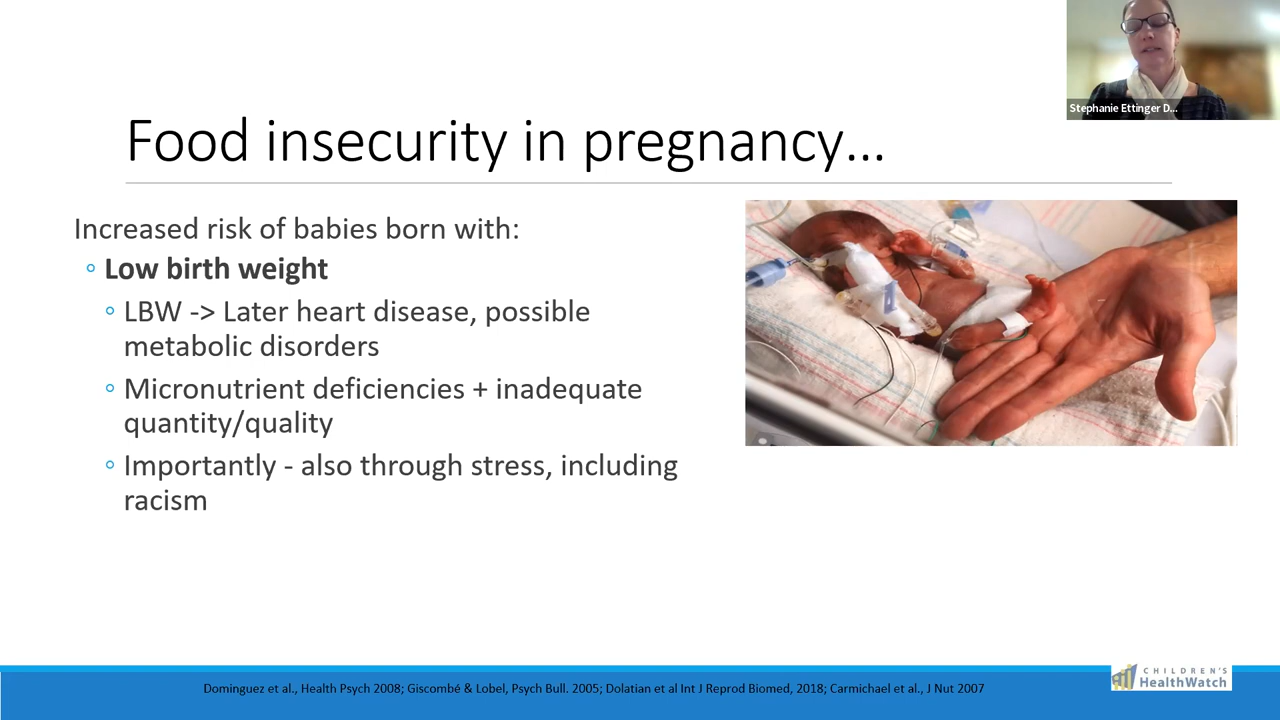 Stephanie Ettinger D...
Food insecurity in pregnancy...
Increased risk of babies born with:
◦ Low birth weight
◦ LBW -> Later heart disease, possible
metabolic disorders
◦ Micronutrient deficiencies + inadequate
quantity/quality
◦ Importantly - also through stress, including
racism
Dominguez et al., Health Psych 2008; Giscombé & Lobel, Psych Bull. 2005; Dolatian et al Int J Reprod Biomed, 2018; Carmichael et al., J Nut 2007
CHILDREN'S
HealthWatch